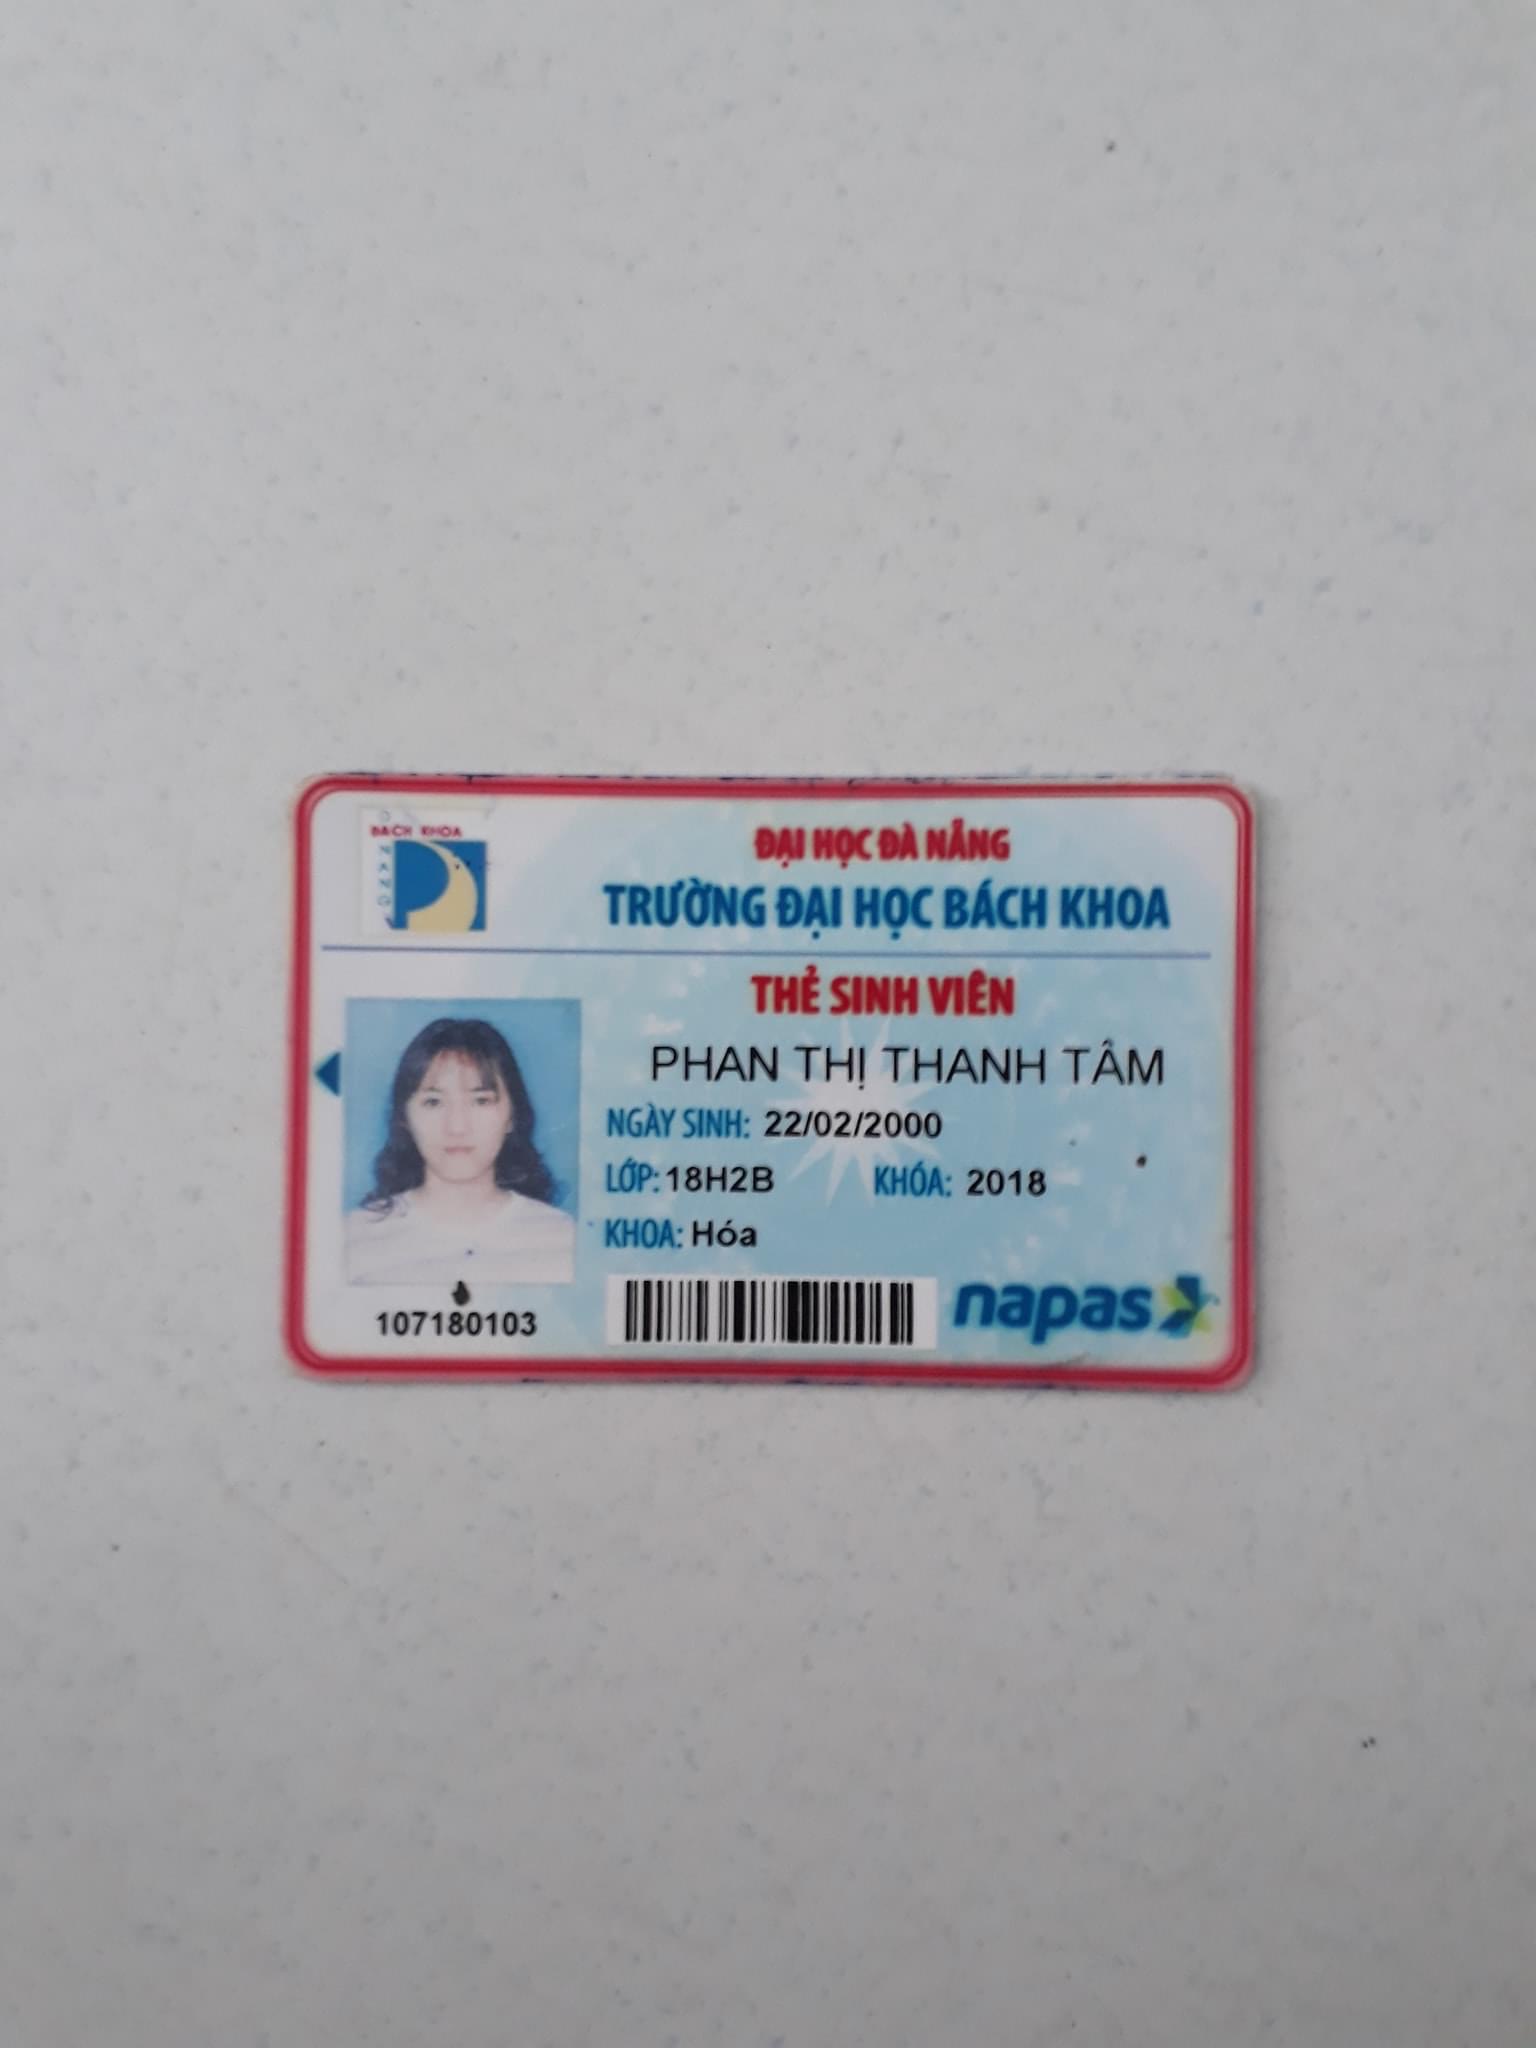 BÁCH KHOA
ĐẠI HỌC ĐÀ NẴNG
TRƯỜNG ĐẠI HỌC BÁCH KHOA
THẺ SINH VIÊN
PHAN THỊ THANH TÂM
NGÀY SINH: 22/02/2000
LỚP: 18H2B KHÓA: 2018
KHOA: Hóa
107180103
napas